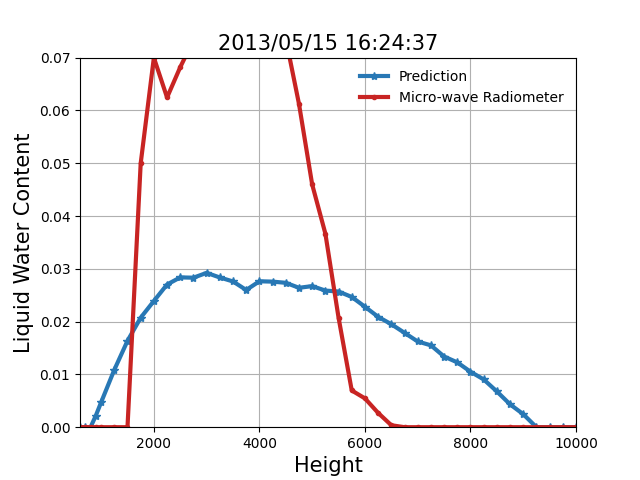 2013/05/15 16:24:37
0.07
0.06
0.05
0.04
0.03
0.02
0.01
0.00
Liquid Water Content
Prediction
Micro-wave Radiometer
2000 4000 6000 8000 10000
Height